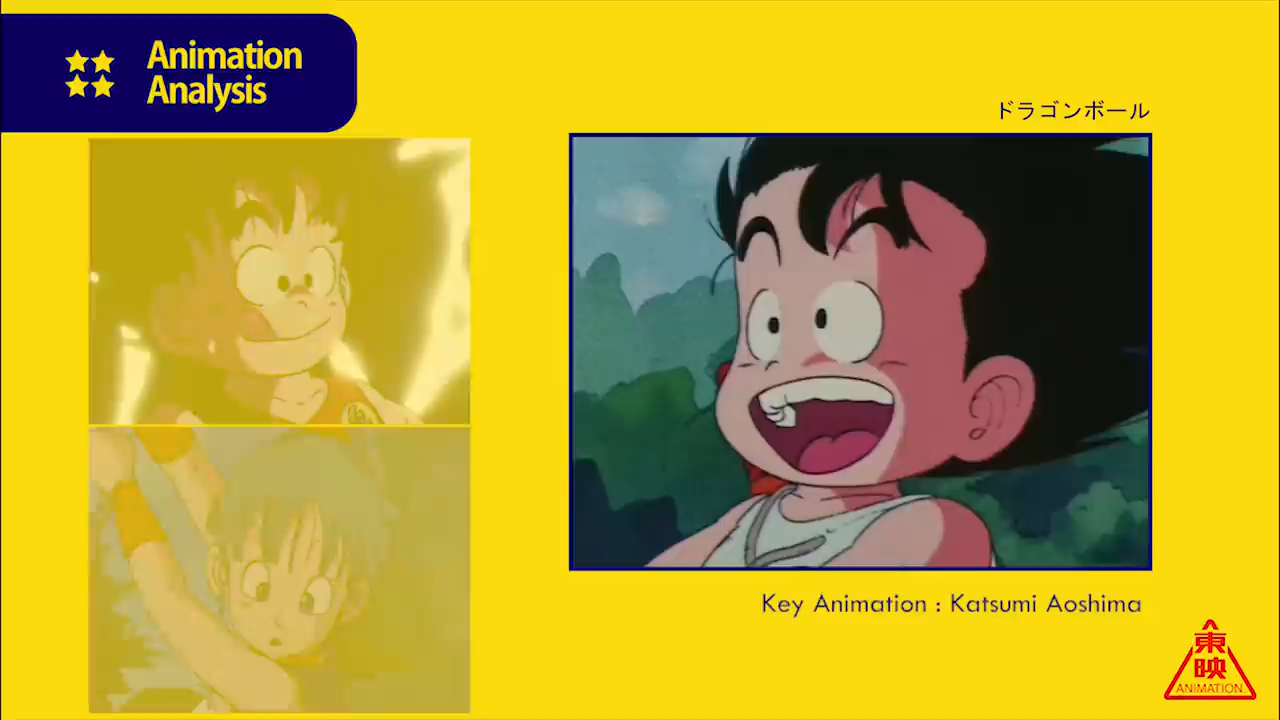 Animation
Analysis
ドラゴンボール
Key Animation : Katsumi Aoshima
東
映
ANIMATION